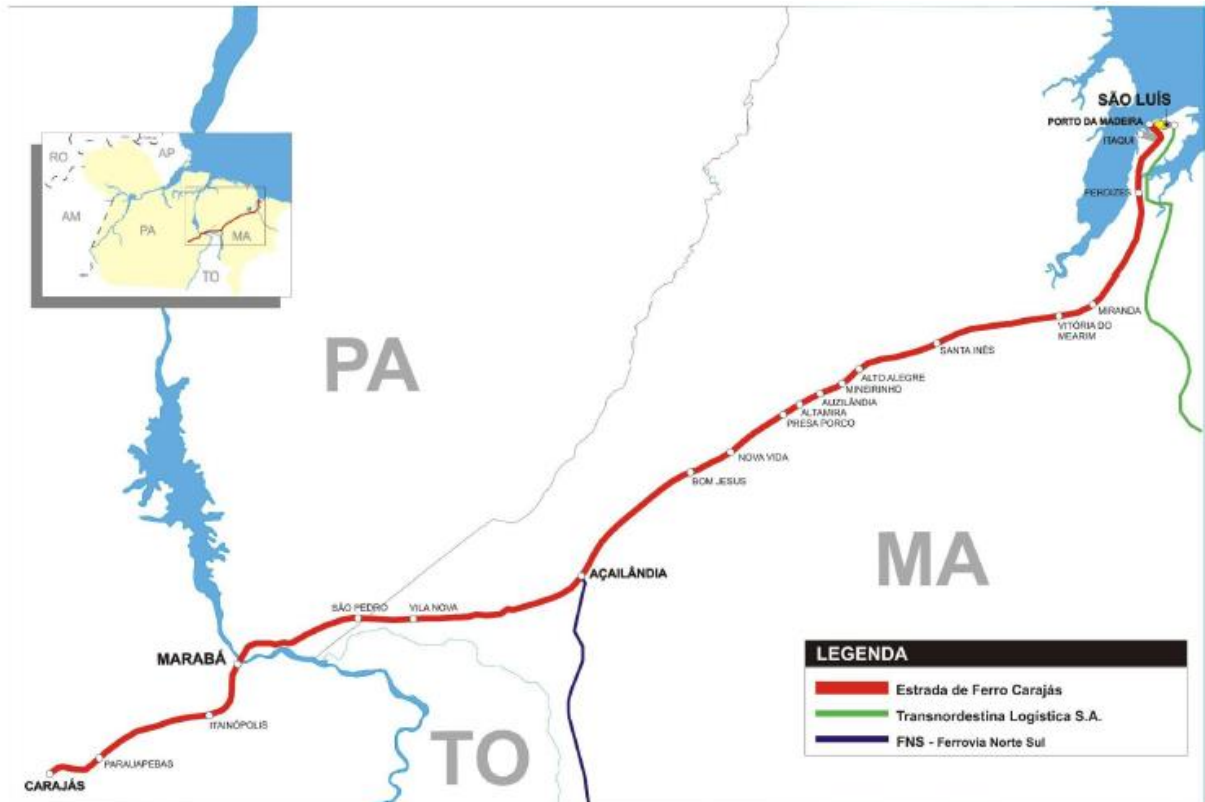 SÃO LUÍS
PORTO DA MADEIRA
ITAQUI
RO
AP
AM
PA
MA
TO
PERDIZES
PA
MIRANDA
VITÓRIA DO
MEARIM
SANTA INÊS
ALTO ALEGRE
MINEIRINHO
AUZILÂNDIA
ALTAMIRA
PRESA PORCO
NOVA VIDA
BOM JESUS
MA
AÇAILÂNDIA
SÃO PEDRO
VILA NOVA
MARABÁ
ITAINÓPOLIS
TO
PARAUAPEBAS
CARAJÁS
LEGENDA
Estrada de Ferro Carajás
Transnordestina Logística S.A.
FNS - Ferrovia Norte Sul